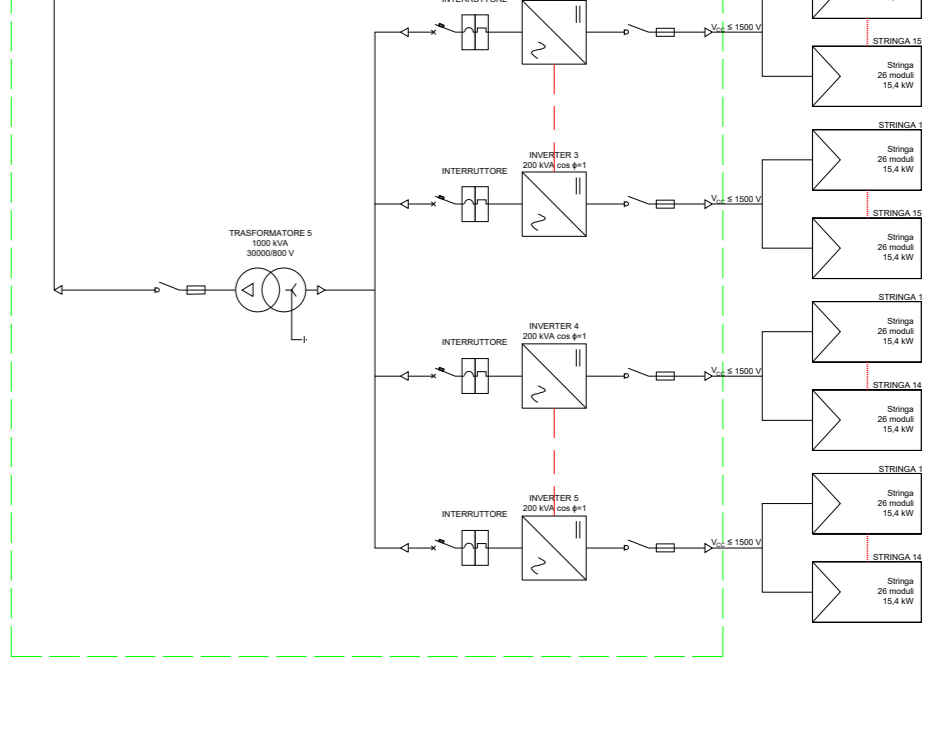 INTERRUTTORE
V_CC ≤ 1500 V
STRINGA 15
Stringa
26 moduli
15,4 kW
STRINGA 1
Stringa
26 moduli
15,4 kW
INVERTER 3
200 kVA cos ϕ=1
INTERRUTTORE
V_CC ≤ 1500 V
STRINGA 15
Stringa
26 moduli
15,4 kW
TRASFORMATORE 5
1000 kVA
30000/800 V
STRINGA 1
Stringa
26 moduli
15,4 kW
INVERTER 4
200 kVA cos ϕ=1
INTERRUTTORE
V_CC ≤ 1500 V
STRINGA 14
Stringa
26 moduli
15,4 kW
STRINGA 1
Stringa
26 moduli
15,4 kW
INVERTER 5
200 kVA cos ϕ=1
INTERRUTTORE
V_CC ≤ 1500 V
STRINGA 14
Stringa
26 moduli
15,4 kW